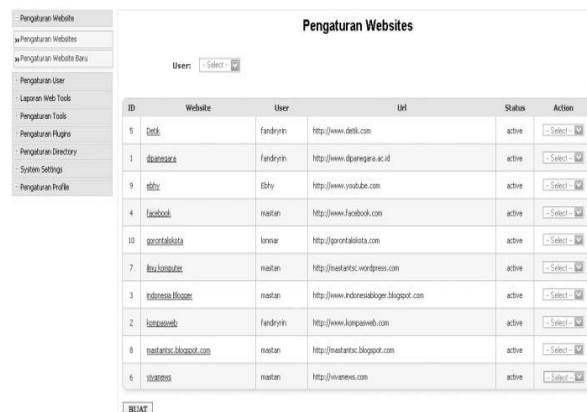 Pengaturan Website
» Pengaturan Websites
» Pengaturan Website Baru
Pengaturan User
Laporan Web Tools
Pengaturan Tools
Pengaturan Plugins
Pengaturan Directory
System Settings
Pengaturan Profile
Pengaturan Websites
User: -- Select --
ID Website User Url Status Action
5 Detik fandiryin http://www.detik.com active -- Select --
1 dipanegara fandiryin http://www.dipanegara.ac.id active -- Select --
9 ebhy Ebhy http://www.youtube.com active -- Select --
4 facebook mastan http://www.facebook.com active -- Select --
10 gorontalokota lonmar http://gorontalokota.com active -- Select --
7 ilmu komputer mastan http://mastantsc.wordpress.com active -- Select --
3 indonesia Blogger mastan http://www.indonesiabloger.blogspot.com active -- Select --
2 kompasweb fandiryin http://www.kompasweb.com active -- Select --
8 mastantsc.blogspot.com mastan http://mastantsc.blogspot.com active -- Select --
6 vivanews mastan http://vivanews.com active -- Select --
BUAT